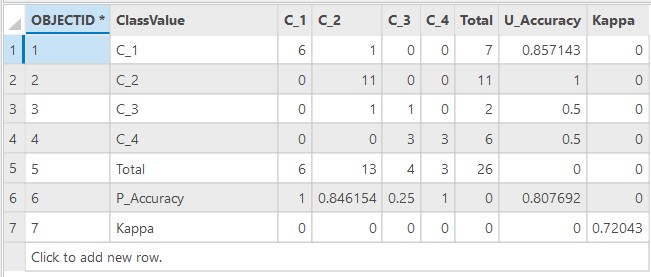 OBJECTID * ClassValue C_1 C_2 C_3 C_4 Total U_Accuracy Kappa
1 1 C_1 6 1 0 0 7 0.857143 0
2 2 C_2 0 11 0 0 11 1 0
3 3 C_3 0 1 1 0 2 0.5 0
4 4 C_4 0 0 3 3 6 0.5 0
5 5 Total 6 13 4 3 26 0 0
6 6 P_Accuracy 1 0.846154 0.25 1 0 0.807692 0
7 7 Kappa 0 0 0 0 0 0 0.72043
Click to add new row.